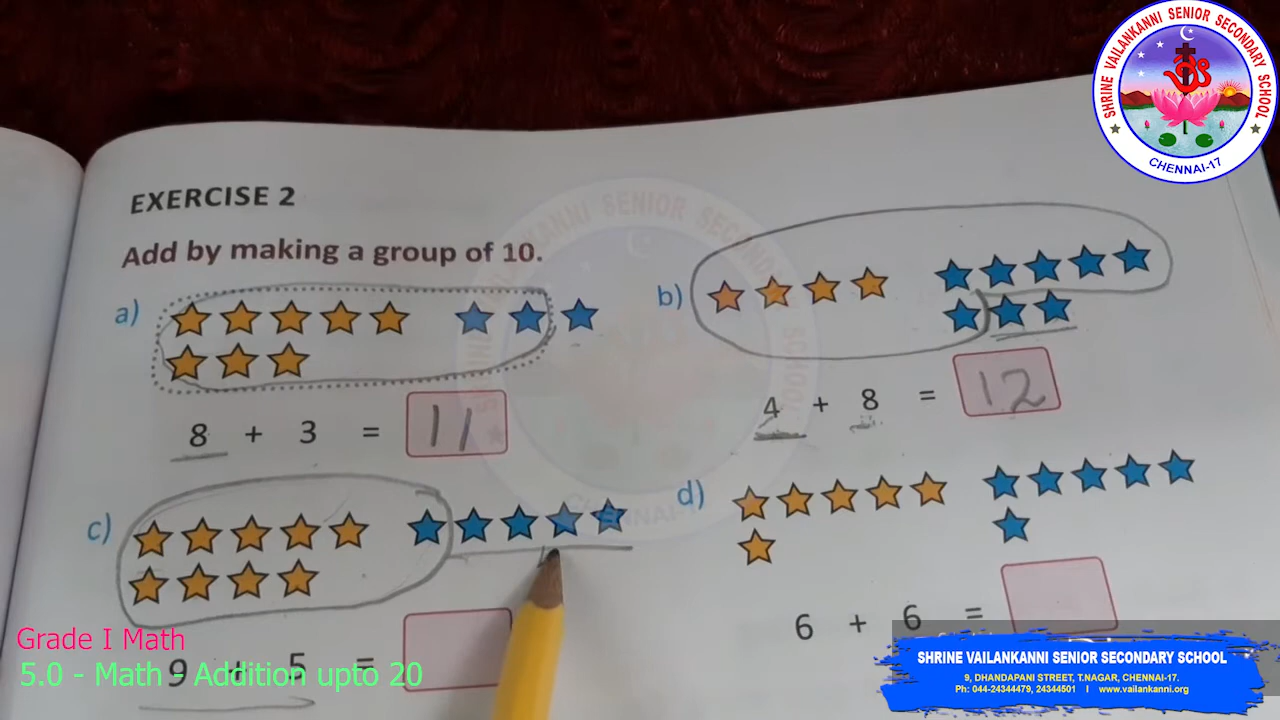 SHRINE VAILANKANNI SENIOR SECONDARY SCHOOL
CHENNAI-17
EXERCISE 2
Add by making a group of 10.
a)
8 + 3 = 11
b)
4 + 8 = 12
c)
9 + 5 =
d)
6 + 6 =
Grade I Math
5.0 - Math - Addition upto 20
SHRINE VAILANKANNI SENIOR SECONDARY SCHOOL
9, DHANDAPANI STREET, T.NAGAR, CHENNAI-17.
Ph: 044-24344479, 24344501 I www.vailankanni.org